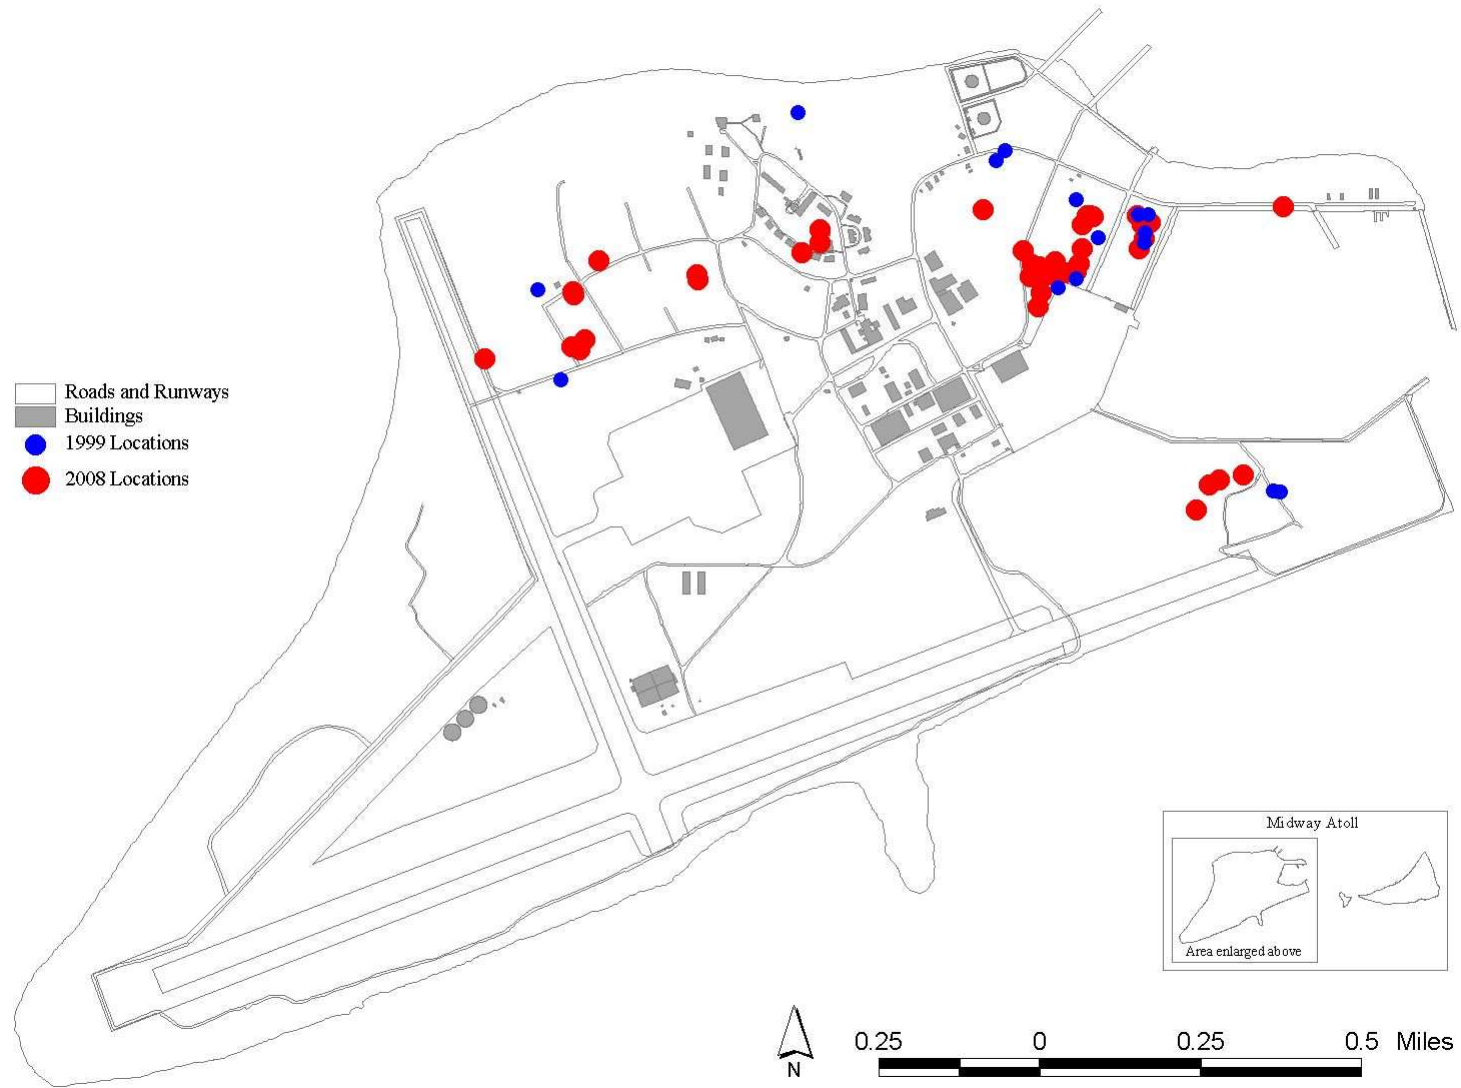 Roads and Runways
Buildings
1999 Locations
2008 Locations
Midway Atoll
Area enlarged above
N
0.25 0 0.25 0.5 Miles